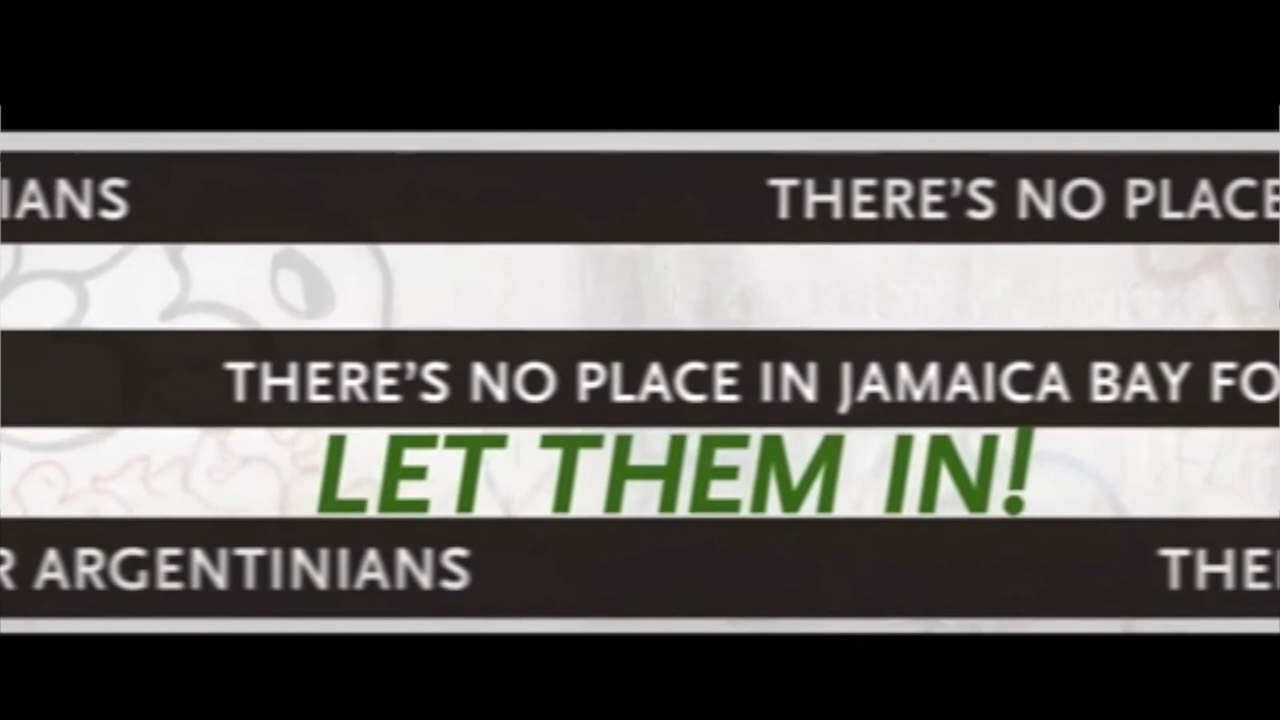 IANS THERE'S NO PLACE
THERE'S NO PLACE IN JAMAICA BAY FO
LET THEM IN!
R ARGENTINIANS THE